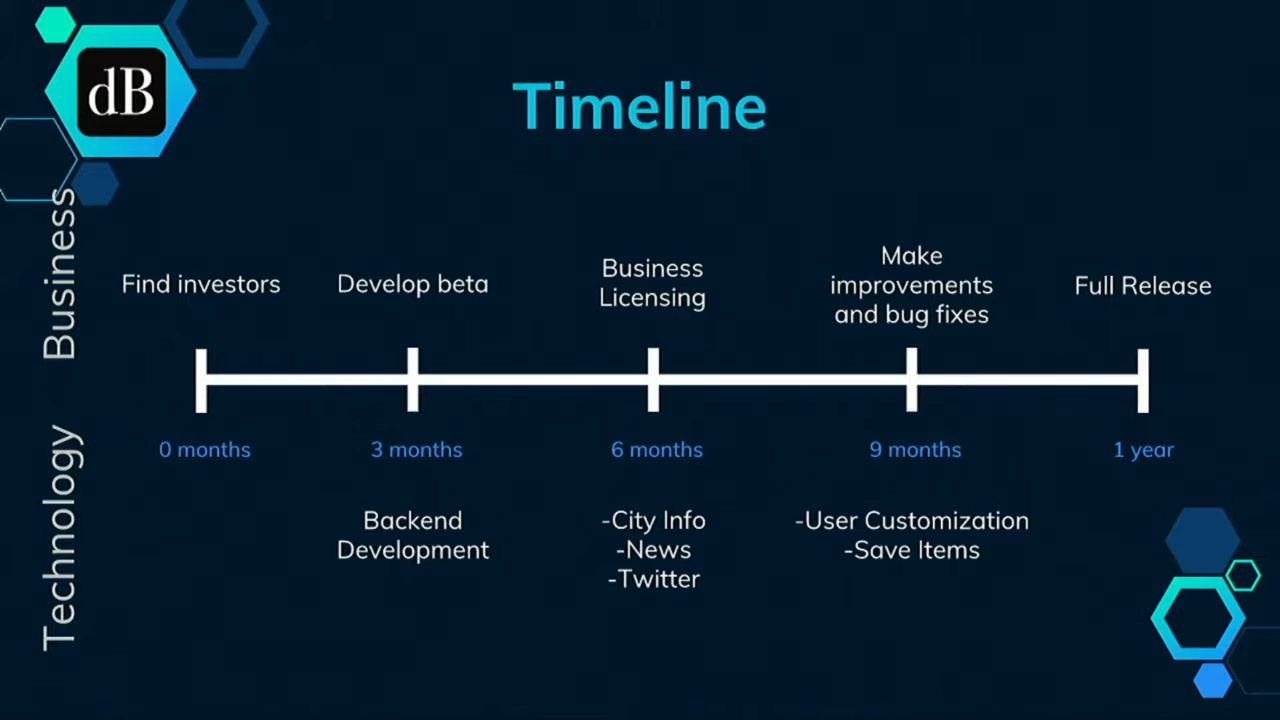 dB
Timeline
Business
Find investors
Develop beta
Business
Licensing
Make
improvements
and bug fixes
Full Release
0 months
3 months
6 months
9 months
1 year
Technology
Backend
Development
-City Info
-News
-Twitter
-User Customization
-Save Items